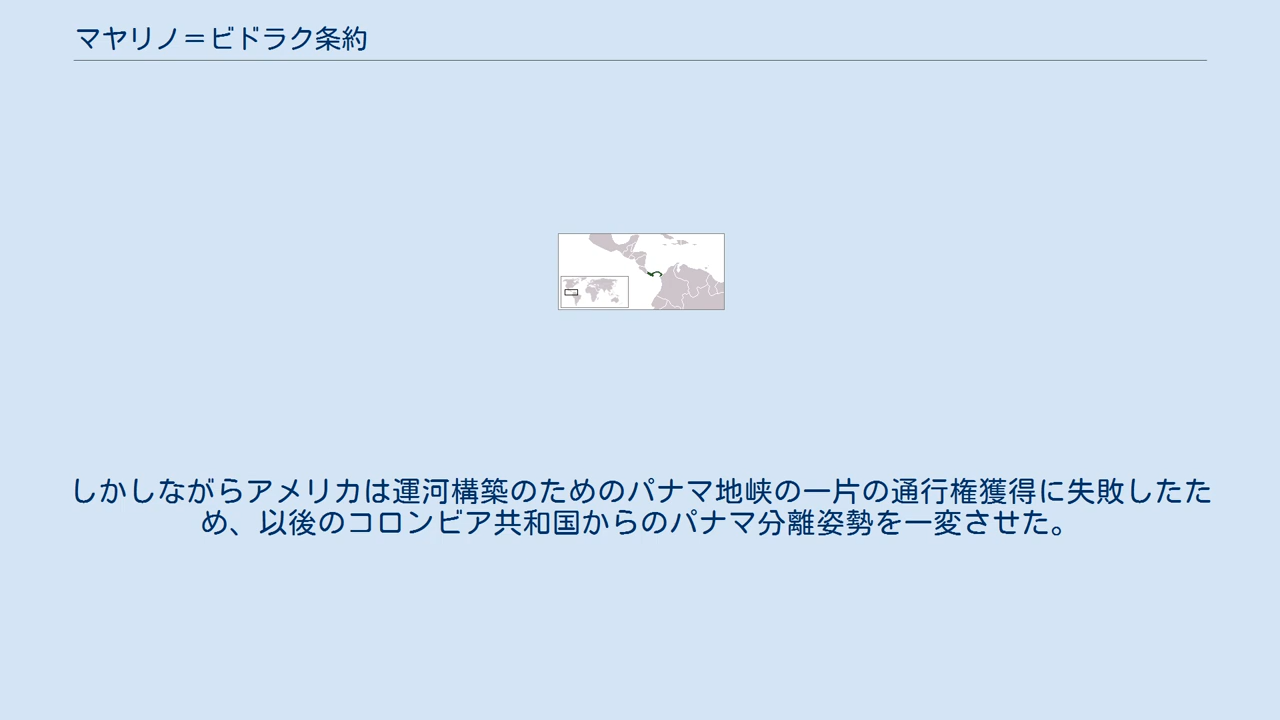 マヤリノ＝ビドラク条約
しかしながらアメリカは運河構築のためのパナマ地峡の一片の通行権獲得に失敗したた
め、以後のコロンビア共和国からのパナマ分離姿勢を一変させた。